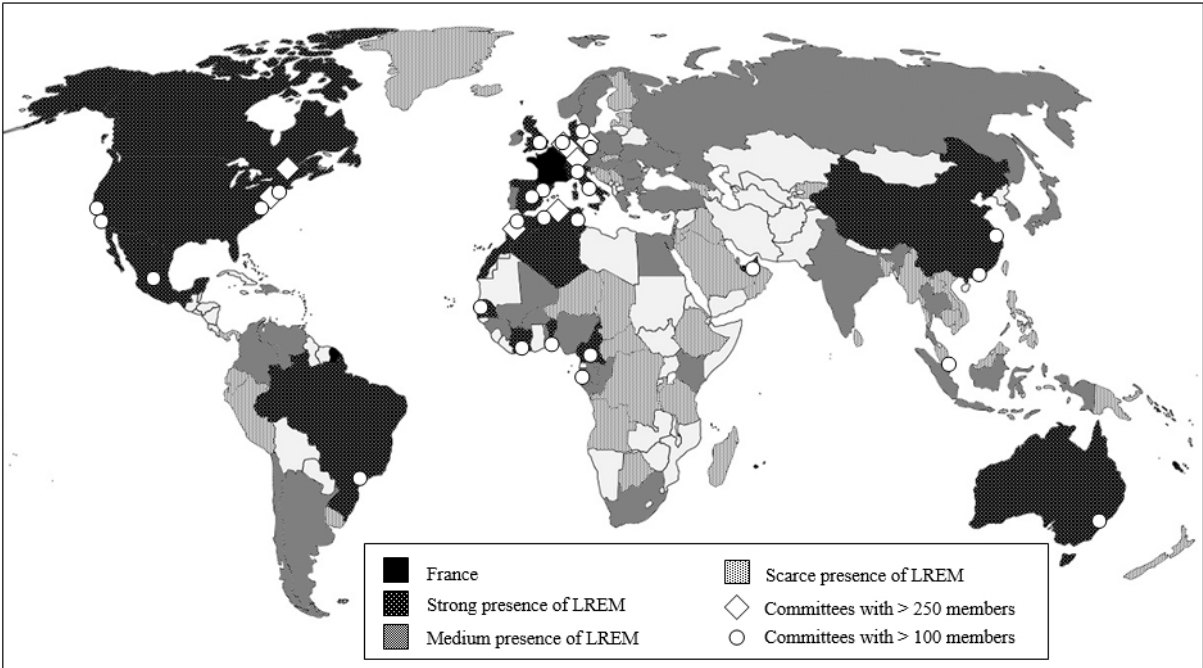 France
Strong presence of LREM
Medium presence of LREM
Scarce presence of LREM
Committees with > 250 members
Committees with > 100 members